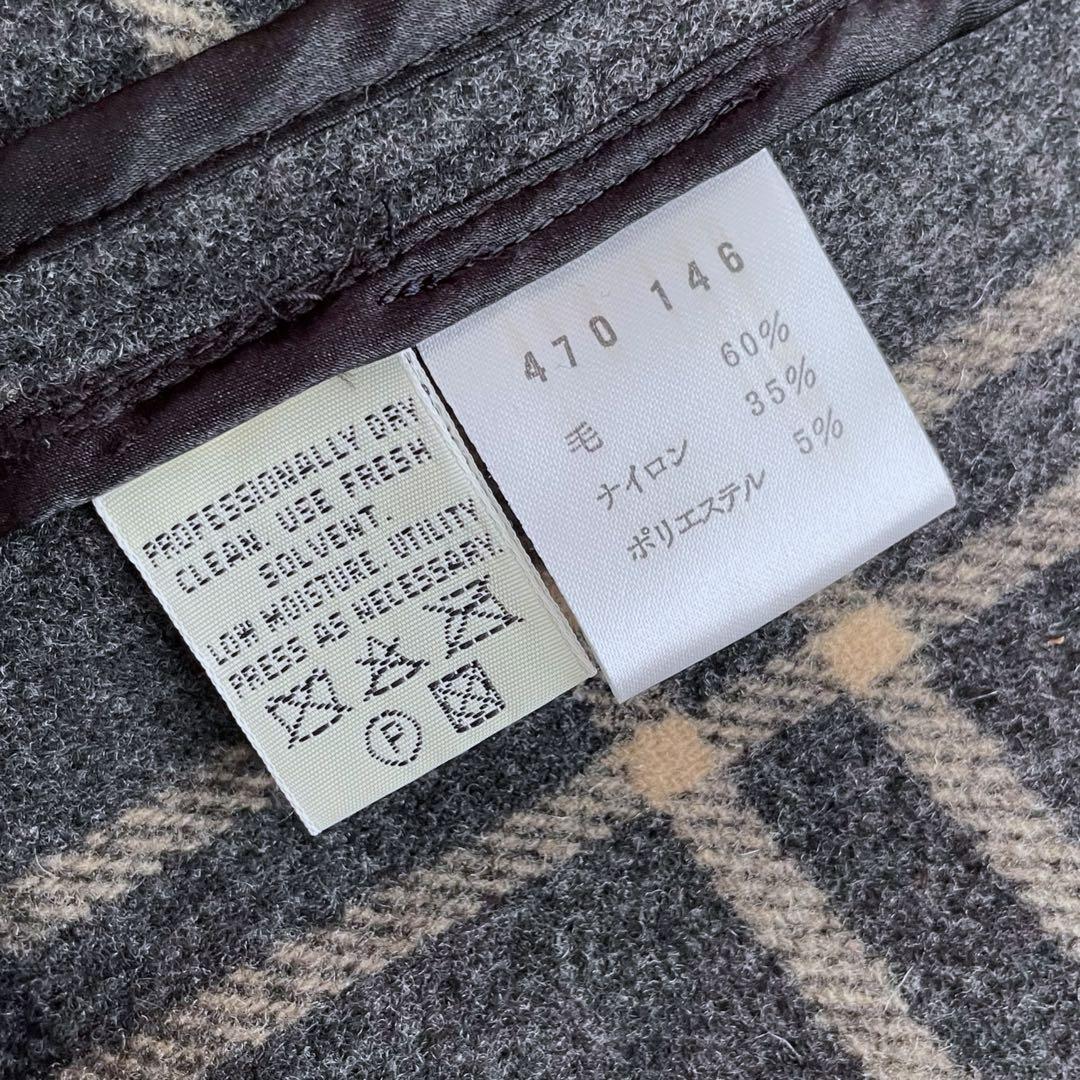 PROFESSIONALLY DRY
CLEAN. USE FRESH
SOLVENT.
LOW MOISTURE. UTILITY
PRESS AS NECESSARY.
P
470 146
毛 60%
ナイロン 35%
ポリエステル 5%